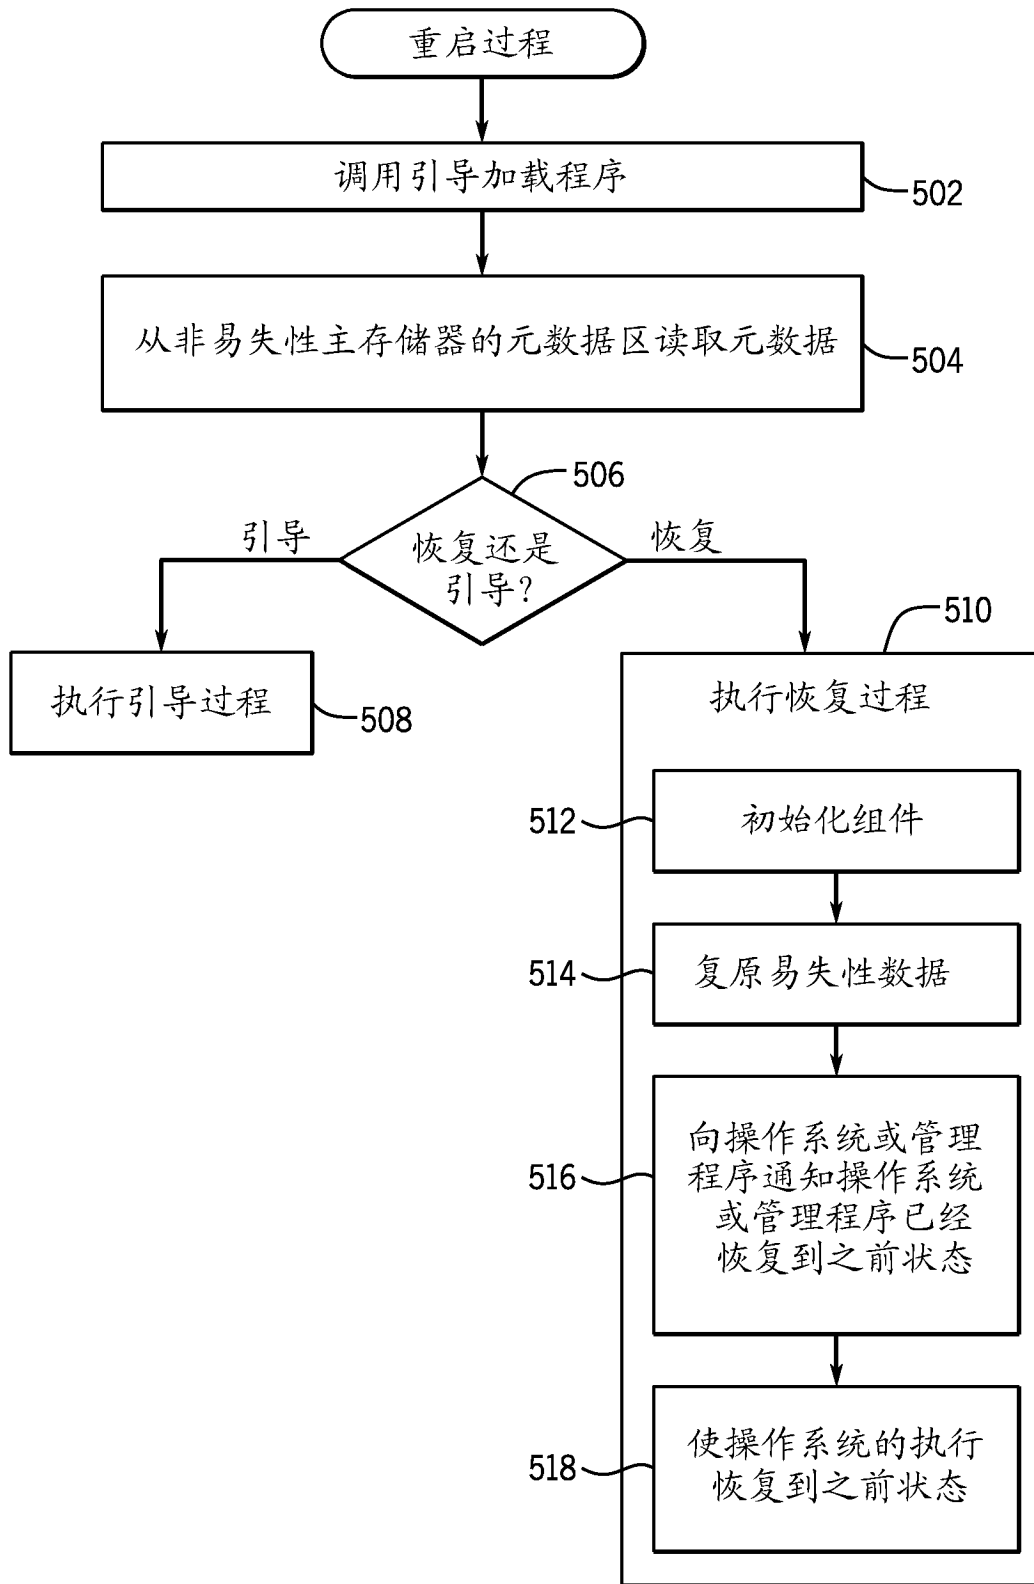 重启过程
调用引导加载程序
502
从非易失性主存储器的元数据区读取元数据
504
506
引导
恢复还是
引导?
恢复
510
执行引导过程
508
执行恢复过程
512
初始化组件
514
复原易失性数据
向操作系统或管理
程序通知操作系统
或管理程序已经
恢复到之前状态
516
使操作系统的执行
恢复到之前状态
518